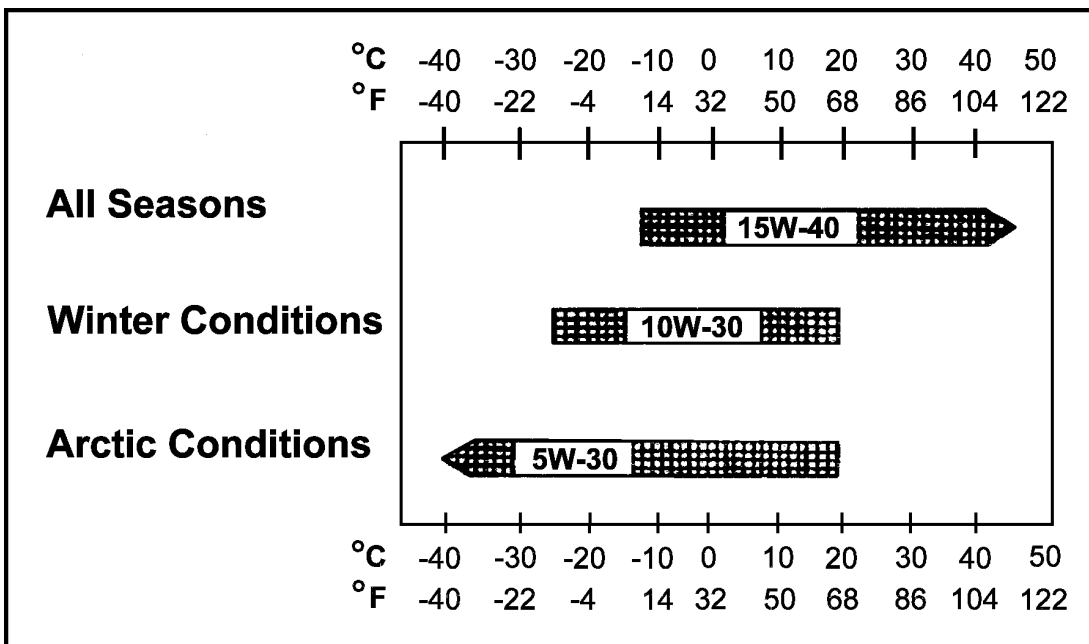 °C -40 -30 -20 -10 0 10 20 30 40 50
°F -40 -22 -4 14 32 50 68 86 104 122
All Seasons
15W-40
Winter Conditions
10W-30
Arctic Conditions
5W-30
°C -40 -30 -20 -10 0 10 20 30 40 50
°F -40 -22 -4 14 32 50 68 86 104 122